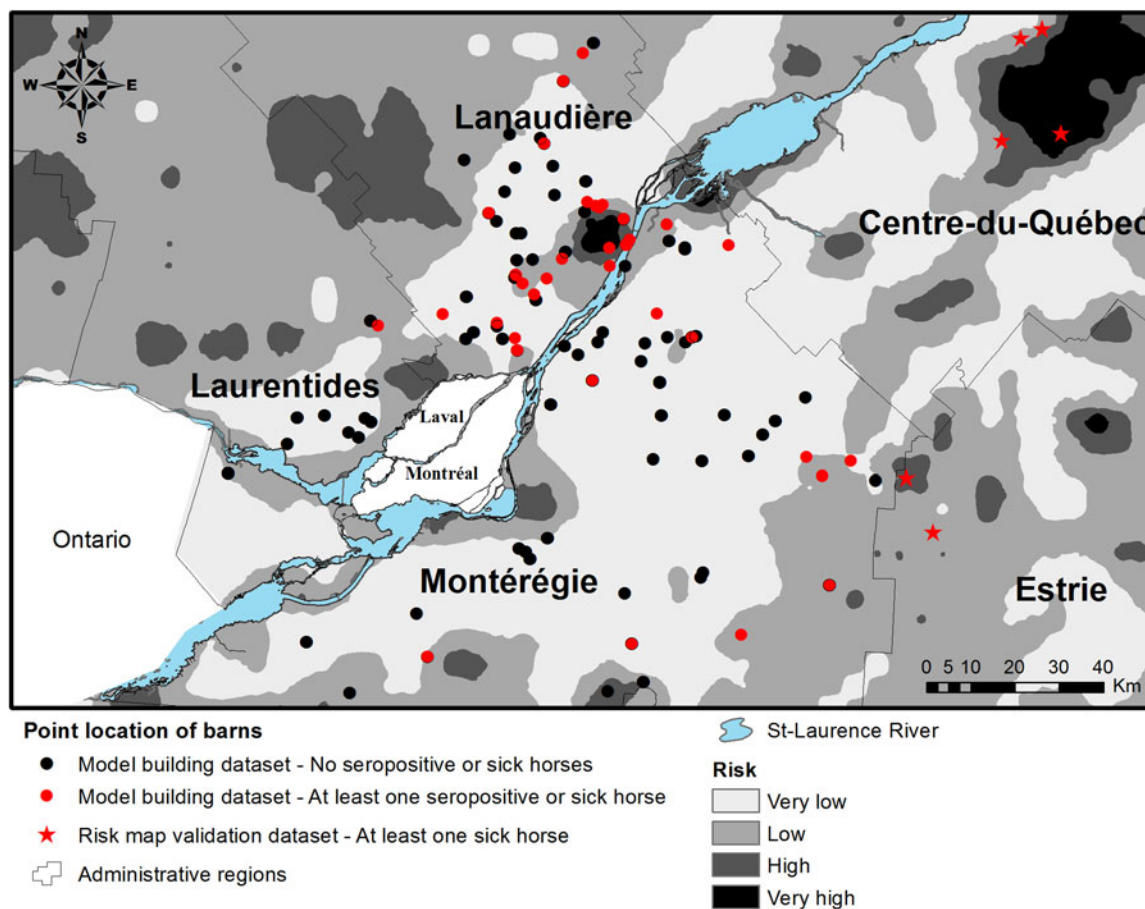 N
W E
S
Lanaudière
Centre-du-Québec
Laurentides
Laval
Montréal
Ontario
Montérégie
Estrie
0 5 10 20 30 40
Km
Point location of barns
Model building dataset - No seropositive or sick horses
Model building dataset - At least one seropositive or sick horse
Risk map validation dataset - At least one sick horse
Administrative regions
St-Laurence River
Risk
Very low
Low
High
Very high